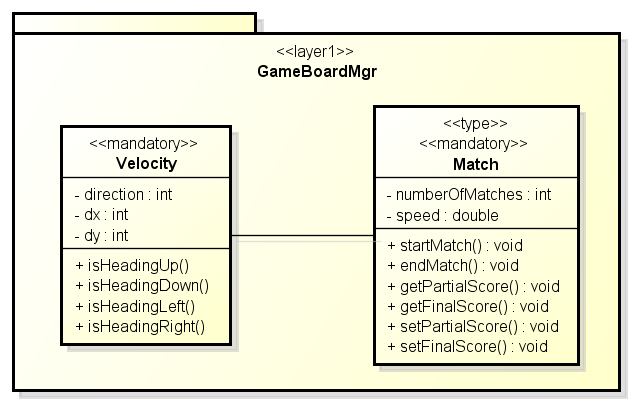 <<layer1>>
GameBoardMgr
<<mandatory>>
Velocity
- direction : int
- dx : int
- dy : int
+ isHeadingUp()
+ isHeadingDown()
+ isHeadingLeft()
+ isHeadingRight()
<<type>>
<<mandatory>>
Match
- numberOfMatches : int
- speed : double
+ startMatch() : void
+ endMatch() : void
+ getPartialScore() : void
+ getFinalScore() : void
+ setPartialScore() : void
+ setFinalScore() : void